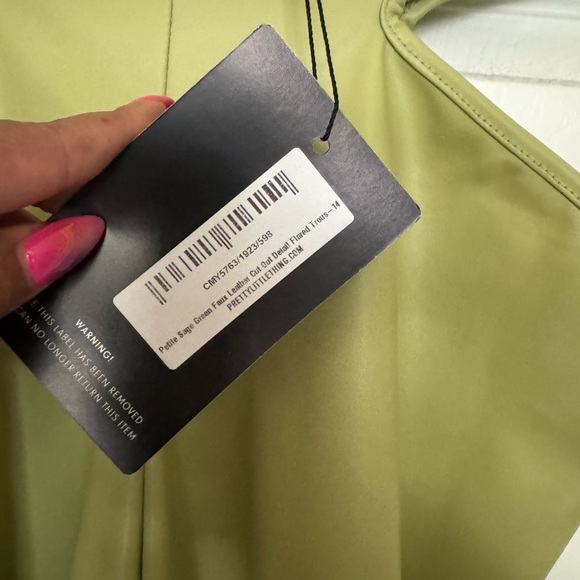 CMY5763/1923/598
Petite Sage Green Faux Leather Cut Out Detail Flared Trous-14
PRETTYLITTLETHING.COM
WARNING!
THIS LABEL HAS BEEN REMOVED
CAN NO LONGER RETURN THIS ITEM